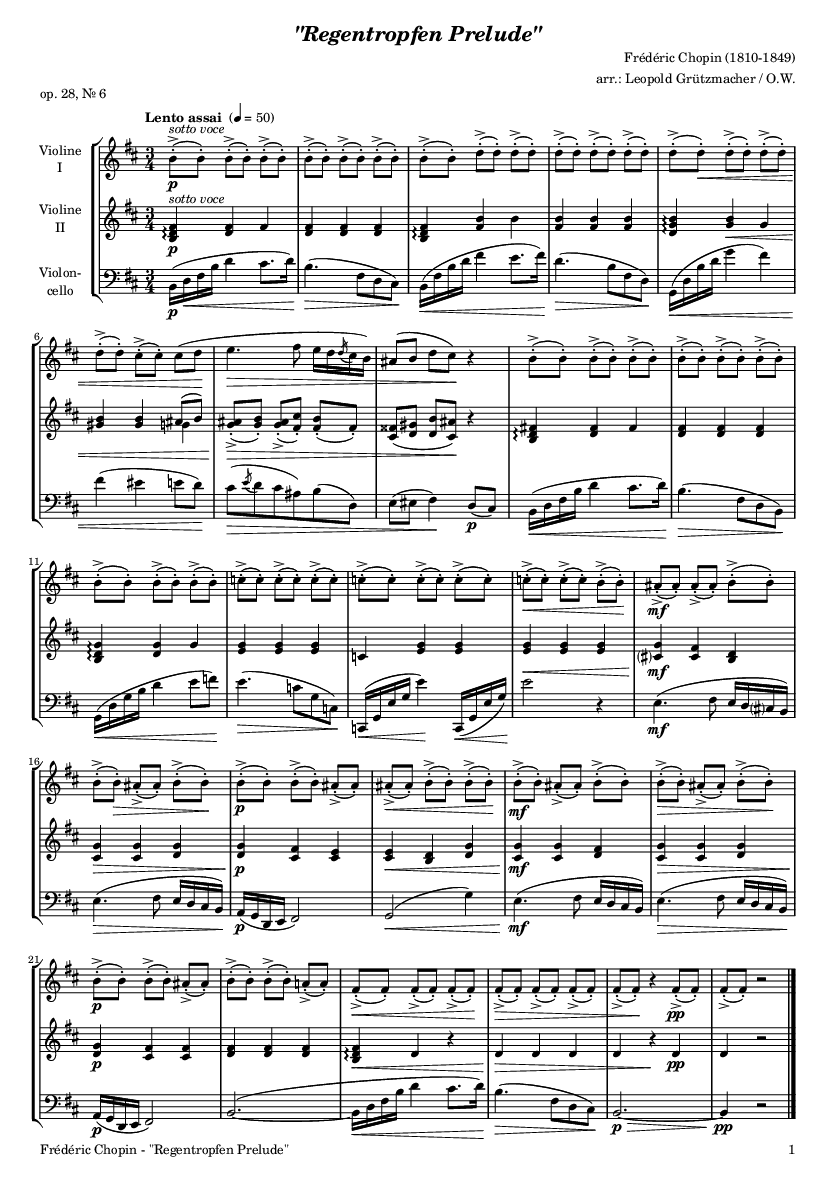 "Regentropfen Prelude"
Frédéric Chopin (1810-1849)
arr.: Leopold Grützmacher / O.W.
op. 28, № 6
Lento assai (♩ = 50)
sotto voce
Violine
I
p
sotto voce
Violine
II
p
Violon-
cello
p
6
p
11
mf
mf
mf
16
p
mf
p
mf
p
mf
21
p
pp
p
pp
p
p
pp
Frédéric Chopin - "Regentropfen Prelude"
1